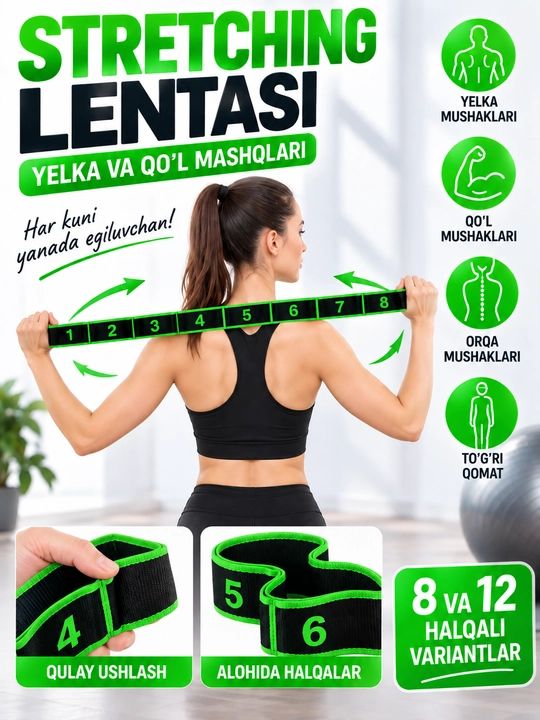 STRETCHING
LENTASI
YELKA VA QO'L MASHQLARI
Har kuni
yanada egiluvchan!
1 2 3 4 5 6 7 8
YELKA
MUSHAKLARI
QO'L
MUSHAKLARI
ORQA
MUSHAKLARI
TO'G'RI
QOMAT
4
QULAY USHLASH
5
6
ALOHIDA HALQALAR
8 VA 12
HALQALI
VARIANTLAR